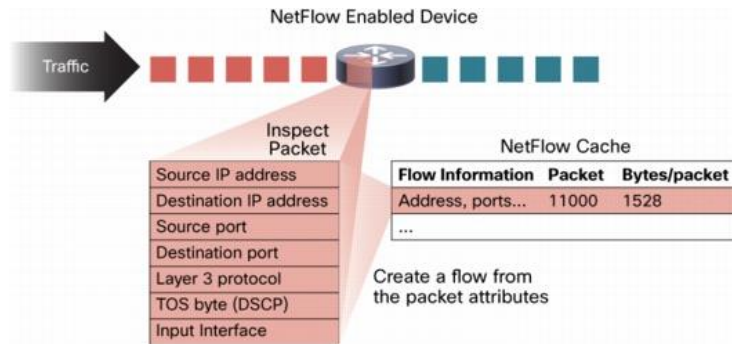 NetFlow Enabled Device
Traffic
Inspect
Packet
Source IP address
Destination IP address
Source port
Destination port
Layer 3 protocol
TOS byte (DSCP)
Input Interface
NetFlow Cache
Flow Information Packet Bytes/packet
Address, ports... 11000 1528
...
Create a flow from
the packet attributes